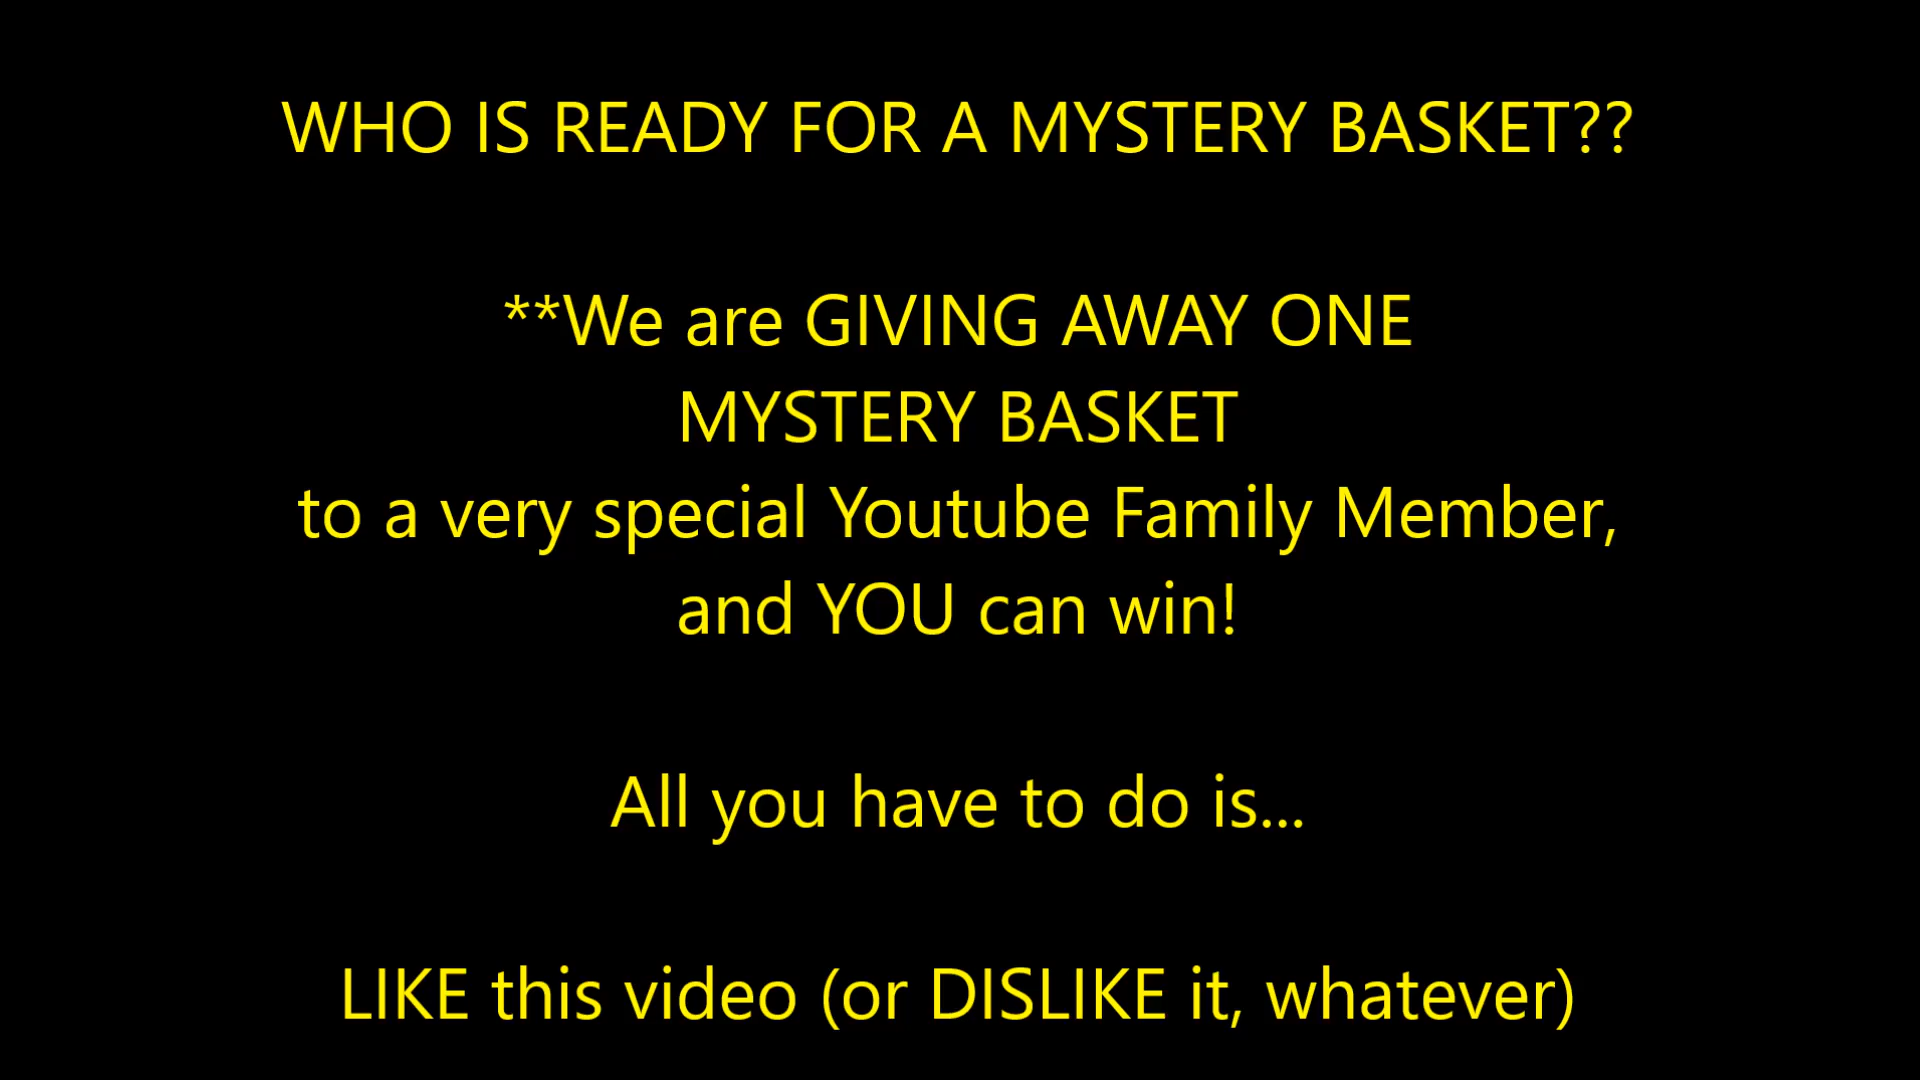 WHO IS READY FOR A MYSTERY BASKET??
**We are GIVING AWAY ONE
MYSTERY BASKET
to a very special Youtube Family Member,
and YOU can win!
All you have to do is...
LIKE this video (or DISLIKE it, whatever)